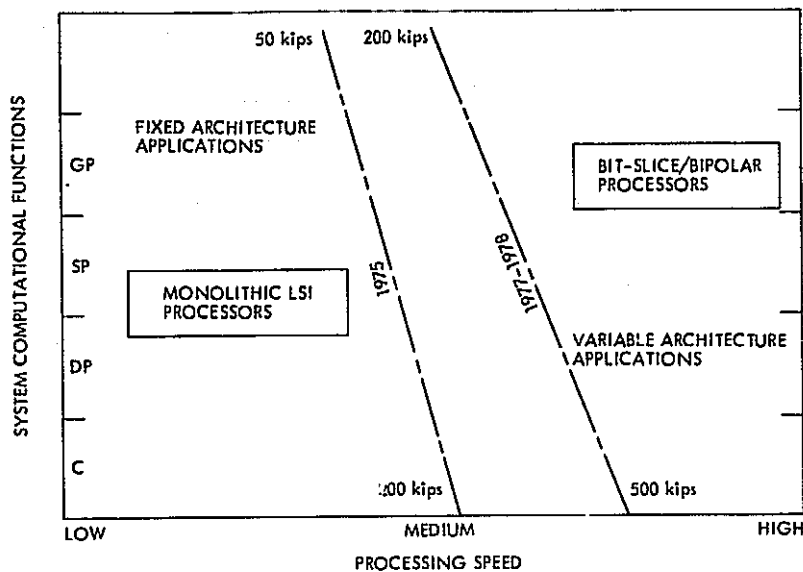 50 kips
200 kips
FIXED ARCHITECTURE
APPLICATIONS
BIT-SLICE/BIPOLAR
PROCESSORS
SYSTEM COMPUTATIONAL FUNCTIONS
GP
SP
DP
C
1975
1977-1978
MONOLITHIC LSI
PROCESSORS
VARIABLE ARCHITECTURE
APPLICATIONS
kips
500 kips
LOW
MEDIUM
HIGH
PROCESSING SPEED